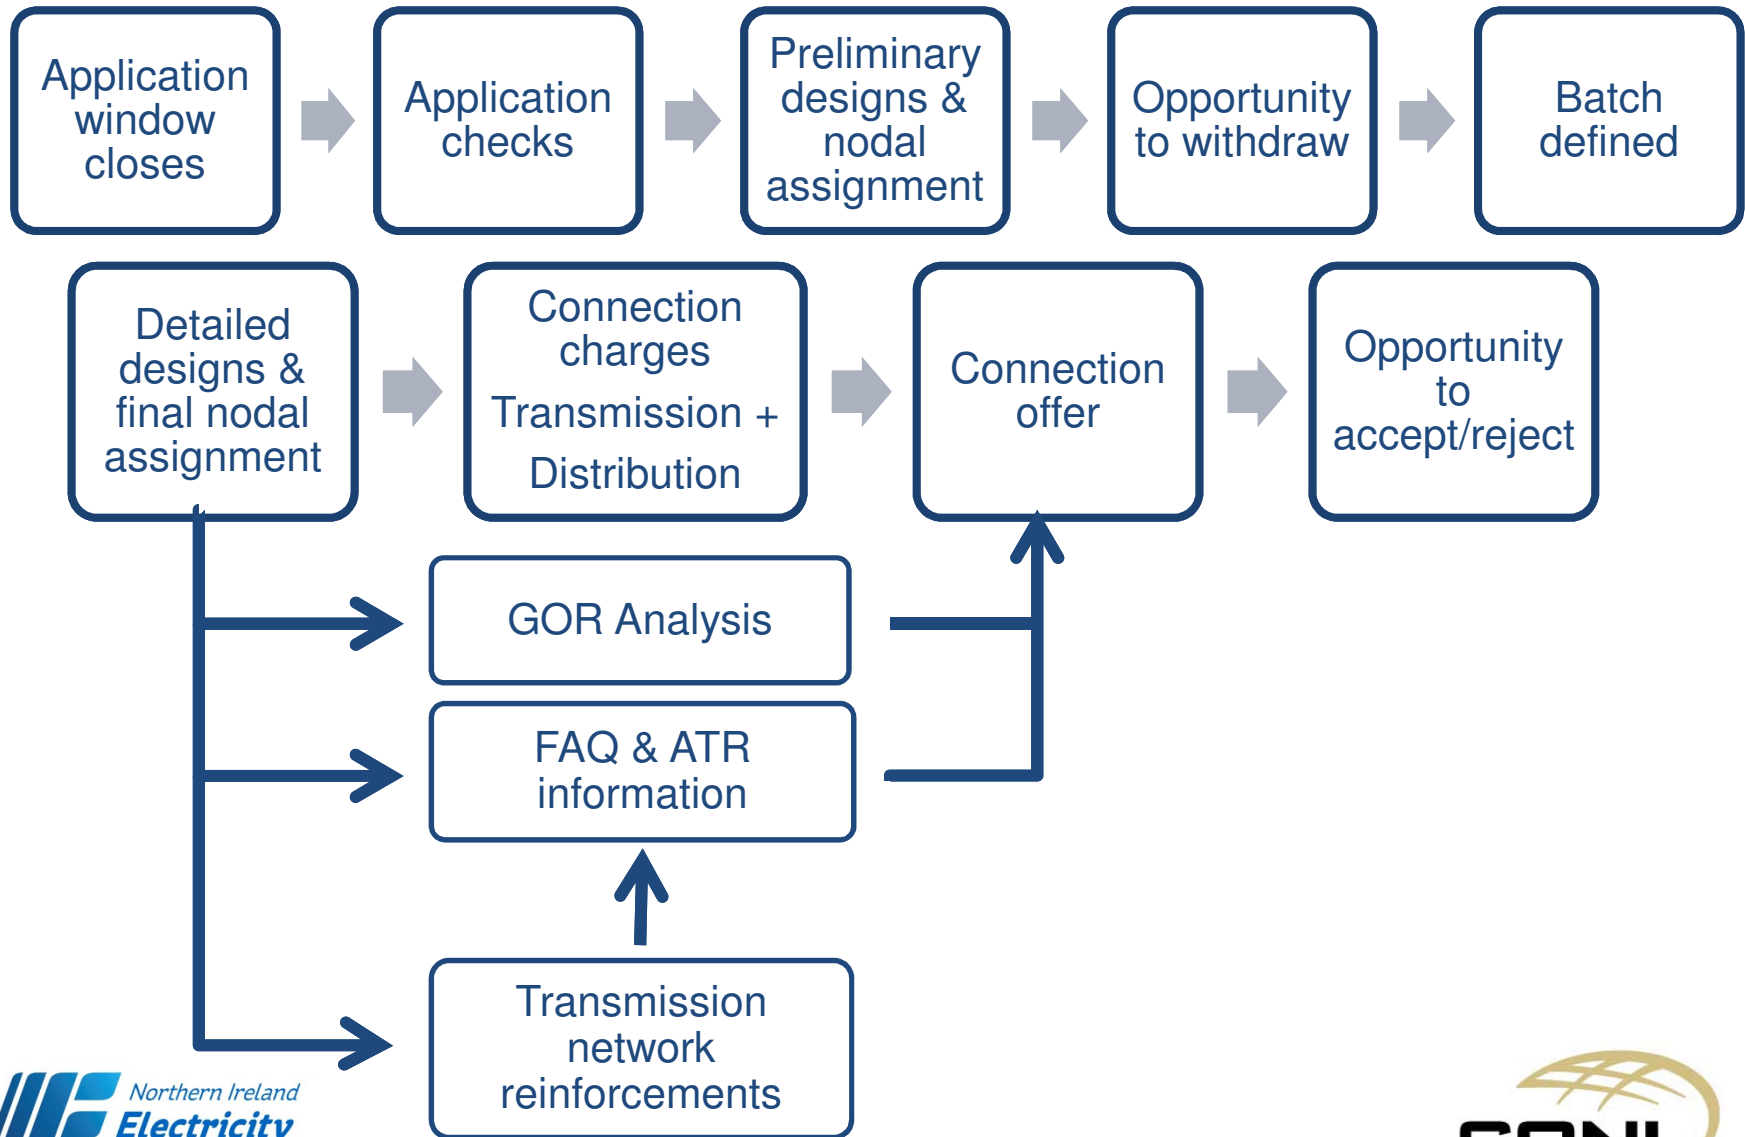 Application
window
closes
Application
checks
Preliminary
designs &
nodal
assignment
Opportunity
to withdraw
Batch
defined
Detailed
designs &
final nodal
assignment
Connection
charges
Transmission +
Distribution
Connection
offer
Opportunity
to
accept/reject
GOR Analysis
FAQ & ATR
information
Transmission
network
reinforcements
Northern Ireland
Electricity
SONI